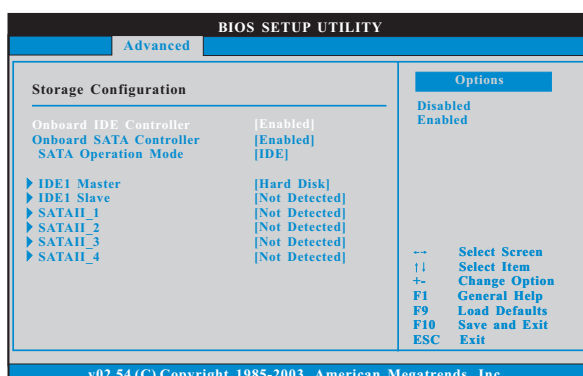 BIOS SETUP UTILITY
Advanced
Storage Configuration
Onboard IDE Controller [Enabled]
Onboard SATA Controller [Enabled]
SATA Operation Mode [IDE]
IDE1 Master [Hard Disk]
IDE1 Slave [Not Detected]
SATAII_1 [Not Detected]
SATAII_2 [Not Detected]
SATAII_3 [Not Detected]
SATAII_4 [Not Detected]
Options
Disabled
Enabled
←→ Select Screen
↑↓ Select Item
+- Change Option
F1 General Help
F9 Load Defaults
F10 Save and Exit
ESC Exit
v02.54 (C) Copyright 1985-2003, American Megatrends, Inc.